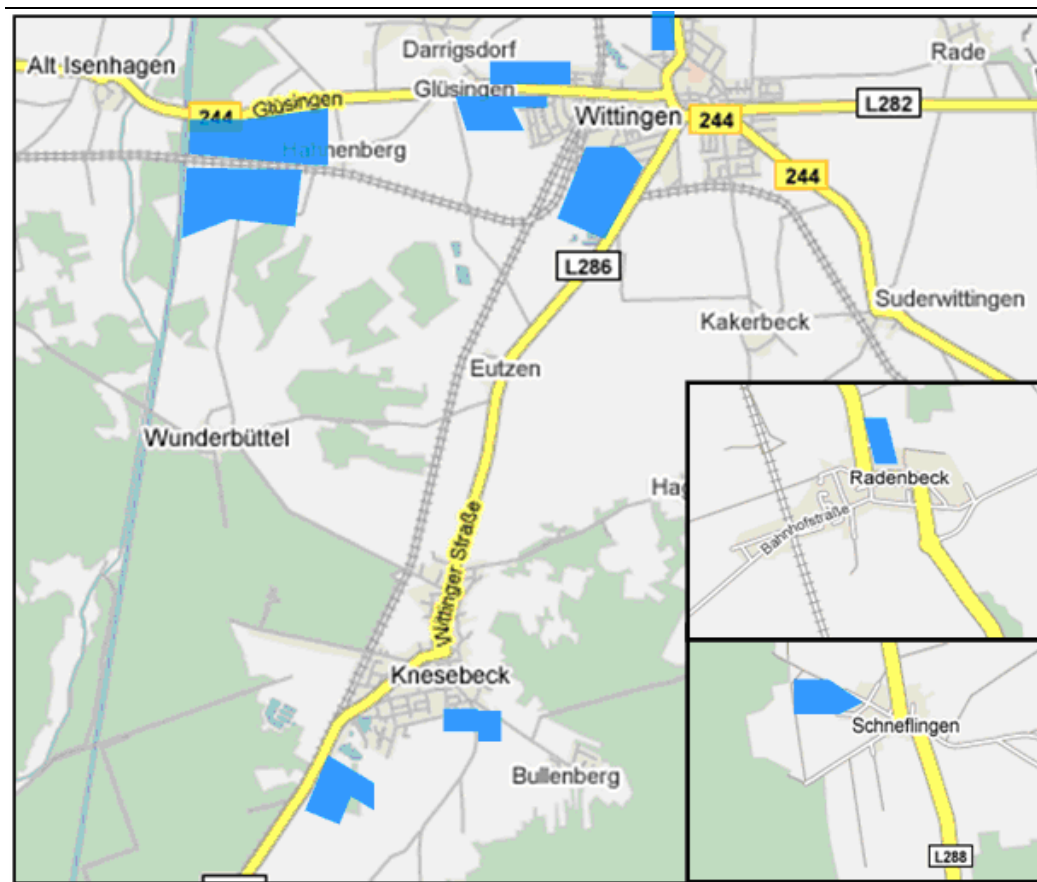 Darrigsdorf
Rade
Alt Isenhagen
Glüsingen
Glüsingen
L282
244
Wittingen
244
Hahnenberg
244
L286
Suderwittingen
Kakerbeck
Eutzen
Wunderbüttel
Radenbeck
Bahnhofstraße
Wittinger Straße
Knesebeck
Schneflingen
Bullenberg
L288